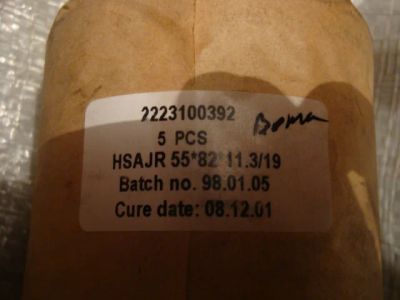 2223100392
5 PCS
HSAJR 55*82*11.3/19
Batch no. 98.01.05
Cure date: 08.12.01